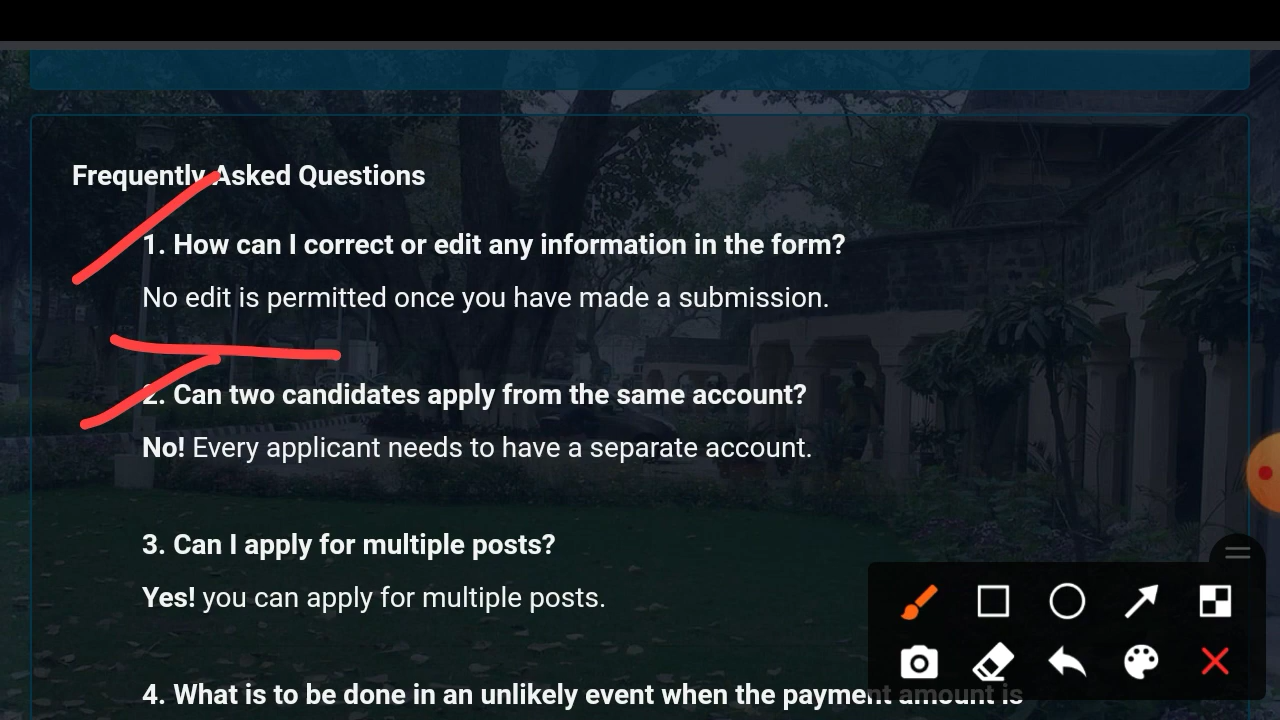 Frequently Asked Questions
1. How can I correct or edit any information in the form?
No edit is permitted once you have made a submission.
2. Can two candidates apply from the same account?
No! Every applicant needs to have a separate account.
3. Can I apply for multiple posts?
Yes! you can apply for multiple posts.
4. What is to be done in an unlikely event when the payment amount is